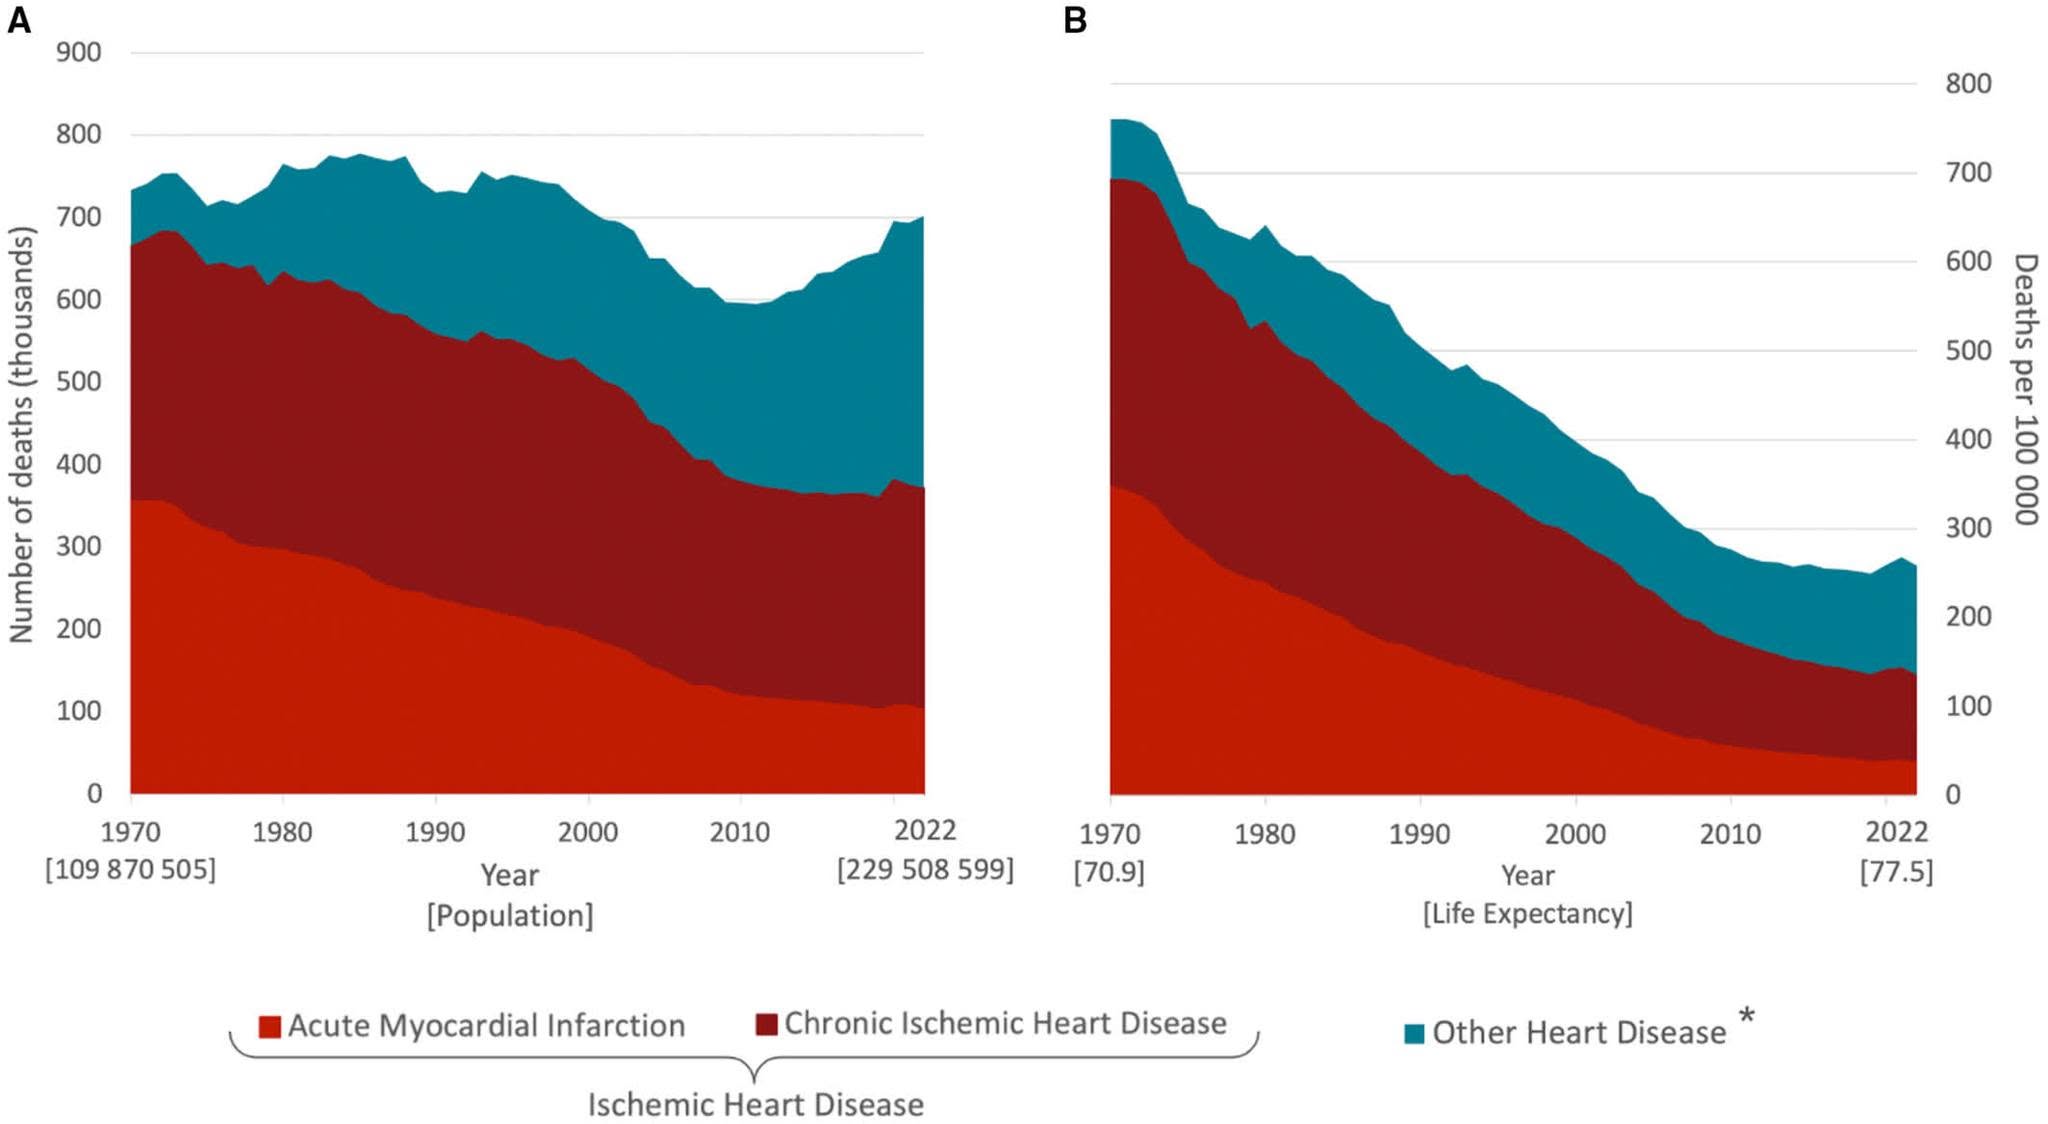 A
900
800
700
600
500
400
300
200
100
0
Number of deaths (thousands)
1970
1980
1990
2000
2010
2022
[109 870 505]
Year
[229 508 599]
[Population]
B
800
700
600
500
400
300
200
100
0
Deaths per 100 000
1970
1980
1990
2000
2010
2022
[70.9]
Year
[77.5]
[Life Expectancy]
Acute Myocardial Infarction
Chronic Ischemic Heart Disease
Other Heart Disease *
Ischemic Heart Disease